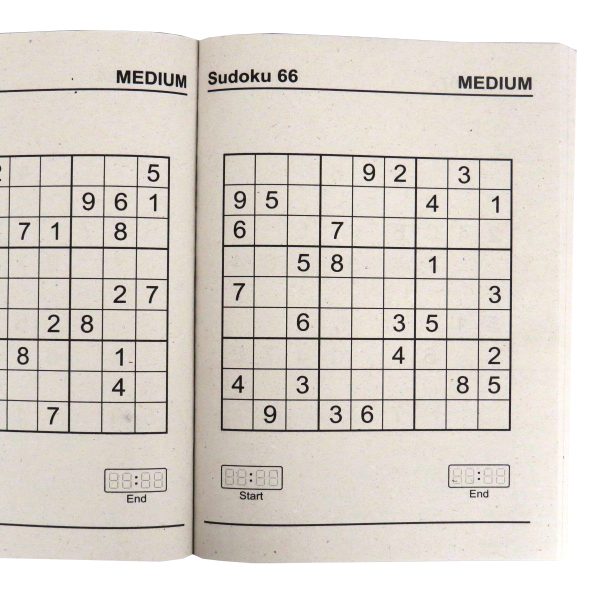 MEDIUM
5
9 6 1
7 1 8
2 7
2 8
8 1
4
7
88:88
End
Sudoku 66 MEDIUM
9 2 3
9 5 4 1
6 7
5 8 1
7 3
6 3 5
4 2
4 3 8 5
9 3 6
88:88 88:88
Start End